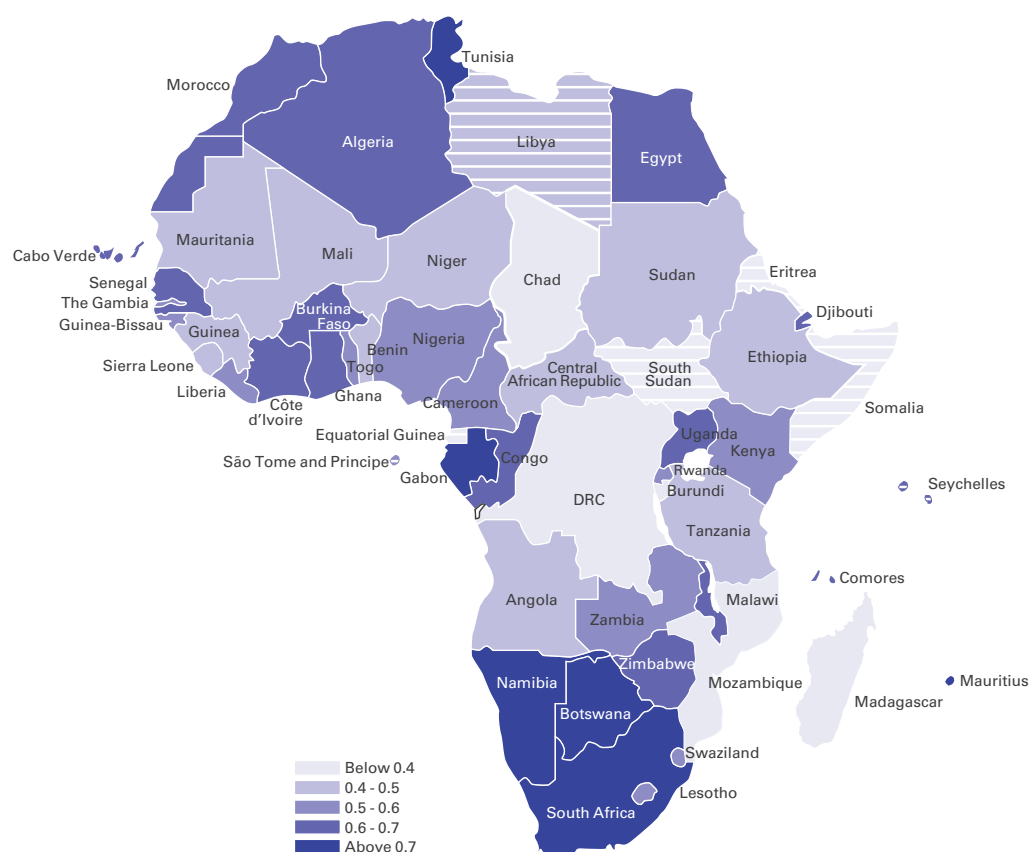 Tunisia
Morocco
Algeria
Libya
Egypt
Mauritania
Cabo Verde
Mali
Niger
Chad
Sudan
Eritrea
Senegal
The Gambia
Guinea-Bissau
Guinea
Burkina
Faso
Djibouti
Nigeria
Benin
Togo
Ethiopia
Sierra Leone
Central
African Republic
South
Sudan
Liberia
Ghana
Côte
d'Ivoire
Cameroon
Somalia
Equatorial Guinea
Uganda
Kenya
São Tome and Principe
Congo
Gabon
Rwanda
Burundi
Seychelles
DRC
Tanzania
Comores
Angola
Malawi
Zambia
Zimbabwe
Namibia
Mozambique
Mauritius
Madagascar
Botswana
Swaziland
Lesotho
South Africa
Below 0.4
0.4 - 0.5
0.5 - 0.6
0.6 - 0.7
Above 0.7